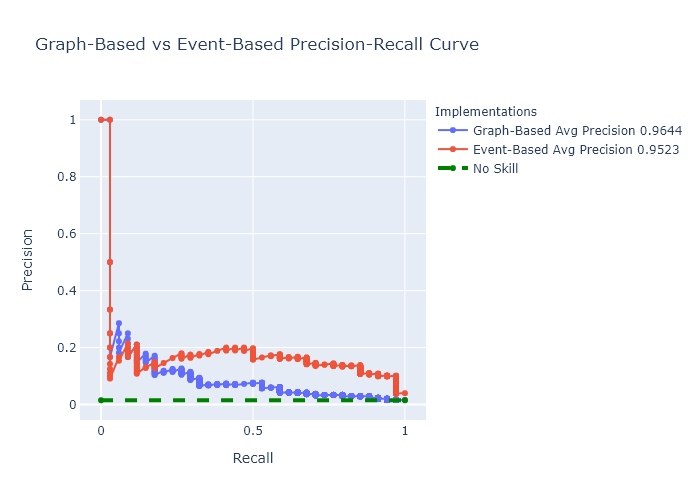 Graph-Based vs Event-Based Precision-Recall Curve
Implementations
Graph-Based Avg Precision 0.9644
Event-Based Avg Precision 0.9523
No Skill
Precision
1
0.8
0.6
0.4
0.2
0
0
0.5
1
Recall